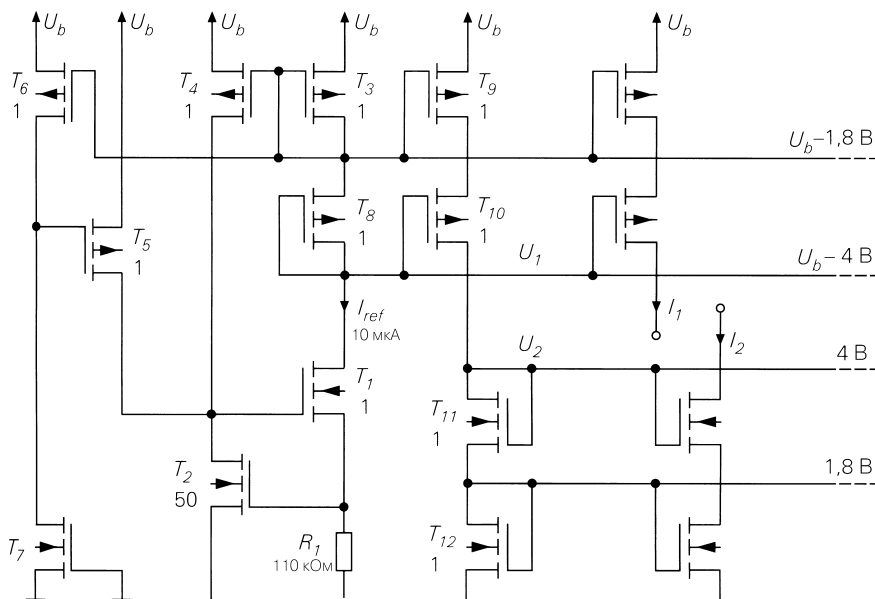 U_b U_b U_b U_b U_b U_b
T_6 T_4 T_3 T_9
1 1 1 1
U_b–1,8 В
T_5 T_8 T_10
1 1 1
U_1 U_b– 4 В
I_ref I_1 I_2
10 мкА
U_2 4 В
T_1 T_11
1 1
T_2
50
1,8 В
T_7 R_1 T_12
110 кОм 1